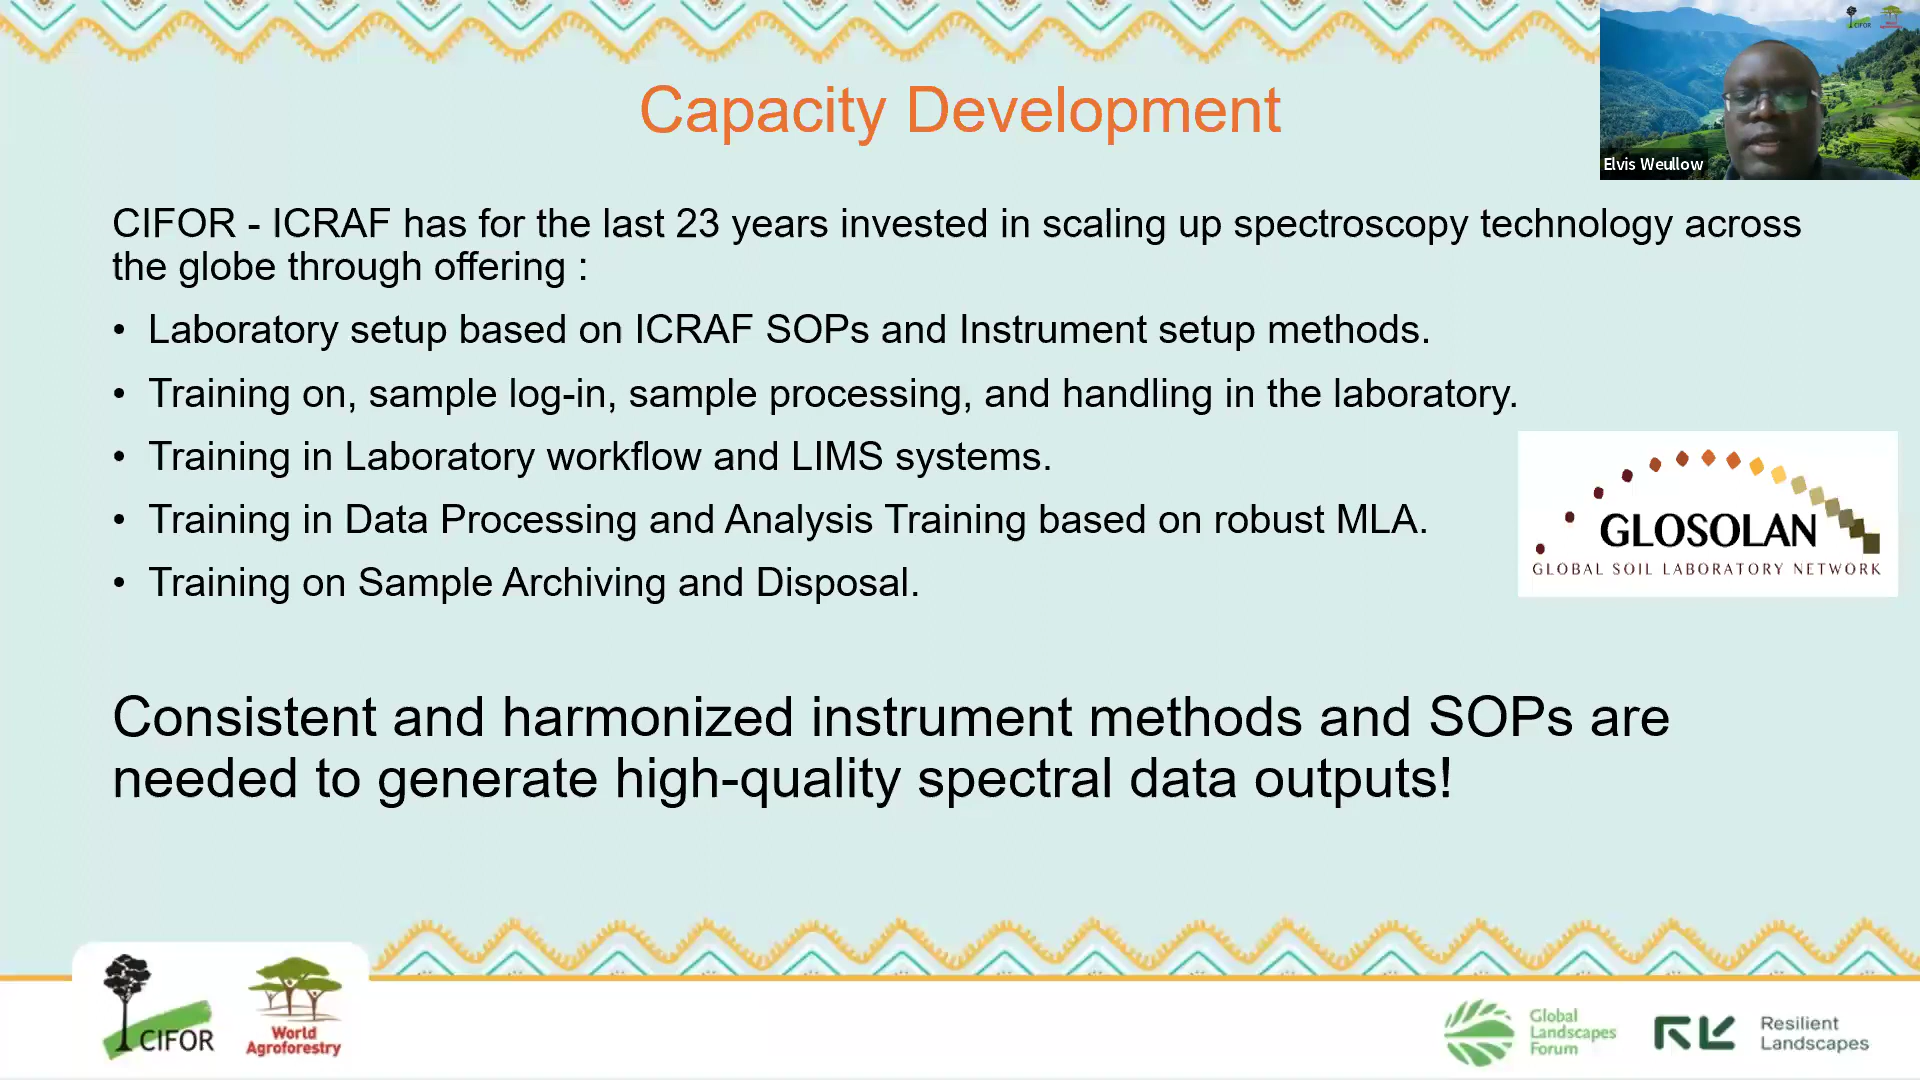 Capacity Development
CIFOR
Elvis Weullow
CIFOR - ICRAF has for the last 23 years invested in scaling up spectroscopy technology across
the globe through offering :
• Laboratory setup based on ICRAF SOPs and Instrument setup methods.
• Training on, sample log-in, sample processing, and handling in the laboratory.
• Training in Laboratory workflow and LIMS systems.
• Training in Data Processing and Analysis Training based on robust MLA.
• Training on Sample Archiving and Disposal.
GLOSOLAN
GLOBAL SOIL LABORATORY NETWORK
Consistent and harmonized instrument methods and SOPs are
needed to generate high-quality spectral data outputs!
CIFOR
World
Agroforestry
Global
Landscapes
Forum
Resilient
Landscapes